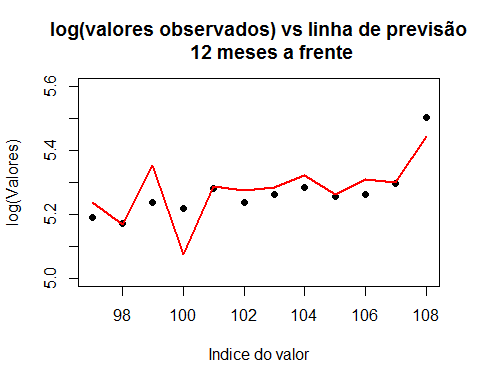 log(valores observados) vs linha de previsão
12 meses a frente
log(Valores)
5.6
5.4
5.2
5.0
98 100 102 104 106 108
Indice do valor